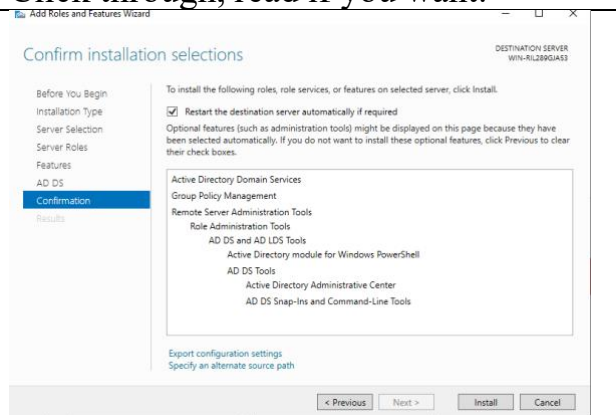 Click through, read if you want.
Add Roles and Features Wizard
Confirm installation selections
DESTINATION SERVER
WIN-RIL289GJA53
Before You Begin
Installation Type
Server Selection
Server Roles
Features
AD DS
Confirmation
Results
To install the following roles, role services, or features on selected server, click Install.
Restart the destination server automatically if required
Optional features (such as administration tools) might be displayed on this page because they have
been selected automatically. If you do not want to install these optional features, click Previous to clear
their check boxes.
Active Directory Domain Services
Group Policy Management
Remote Server Administration Tools
Role Administration Tools
AD DS and AD LDS Tools
Active Directory module for Windows PowerShell
AD DS Tools
Active Directory Administrative Center
AD DS Snap-Ins and Command-Line Tools
Export configuration settings
Specify an alternate source path
< Previous Next > Install Cancel